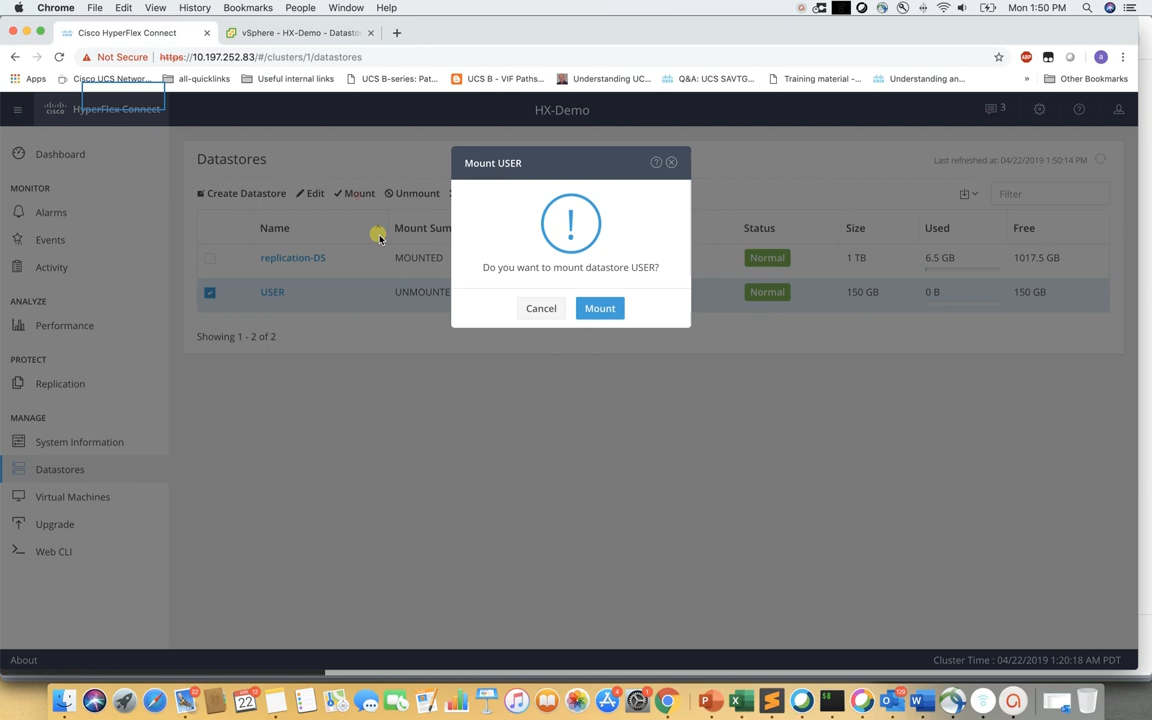 Chrome File Edit View History Bookmarks People Window Help Mon 1:50 PM
Cisco HyperFlex Connect vSphere - HX-Demo - Datasto
Not Secure https://10.197.252.83/#/clusters/1/datastores a
Apps Cisco UCS Networ... all-quicklinks Useful internal links UCS B-series: Pat... UCS B - VIF Paths... Understanding UC... Q&A: UCS SAVTG... Training material -... Understanding an... » Other Bookmarks
cisco HyperFlex Connect HX-Demo 3
Dashboard
MONITOR
Alarms
Events
Activity
ANALYZE
Performance
PROTECT
Replication
MANAGE
System Information
Datastores
Virtual Machines
Upgrade
Web CLI
About
Datastores Last refreshed at: 04/22/2019 1:50:14 PM
Create Datastore Edit Mount Unmount Filter
Name Mount Sum Status Size Used Free
replication-DS MOUNTED Normal 1 TB 6.5 GB 1017.5 GB
USER UNMOUNTE Normal 150 GB 0 B 150 GB
Showing 1 - 2 of 2
Mount USER
!
Do you want to mount datastore USER?
Cancel Mount
Cluster Time : 04/22/2019 1:20:18 AM PDT